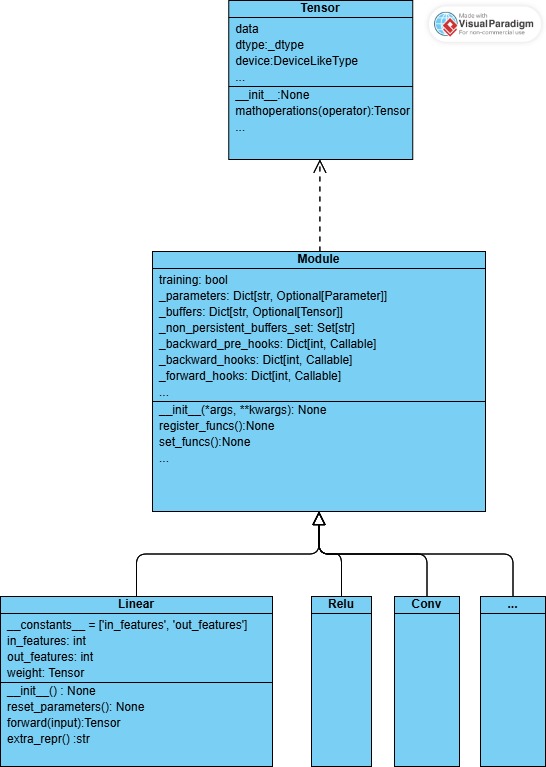 Tensor
data
dtype:_dtype
device:DeviceLikeType
...
__init__:None
mathoperations(operator):Tensor
...
Made with
VisualParadigm
For non-commercial use
Module
training: bool
_parameters: Dict[str, Optional[Parameter]]
_buffers: Dict[str, Optional[Tensor]]
_non_persistent_buffers_set: Set[str]
_backward_pre_hooks: Dict[int, Callable]
_backward_hooks: Dict[int, Callable]
_forward_hooks: Dict[int, Callable]
...
__init__(*args, **kwargs): None
register_funcs():None
set_funcs():None
...
Linear
__constants__ = ['in_features', 'out_features']
in_features: int
out_features: int
weight: Tensor
__init__() : None
reset_parameters(): None
forward(input):Tensor
extra_repr() :str
Relu
Conv
...